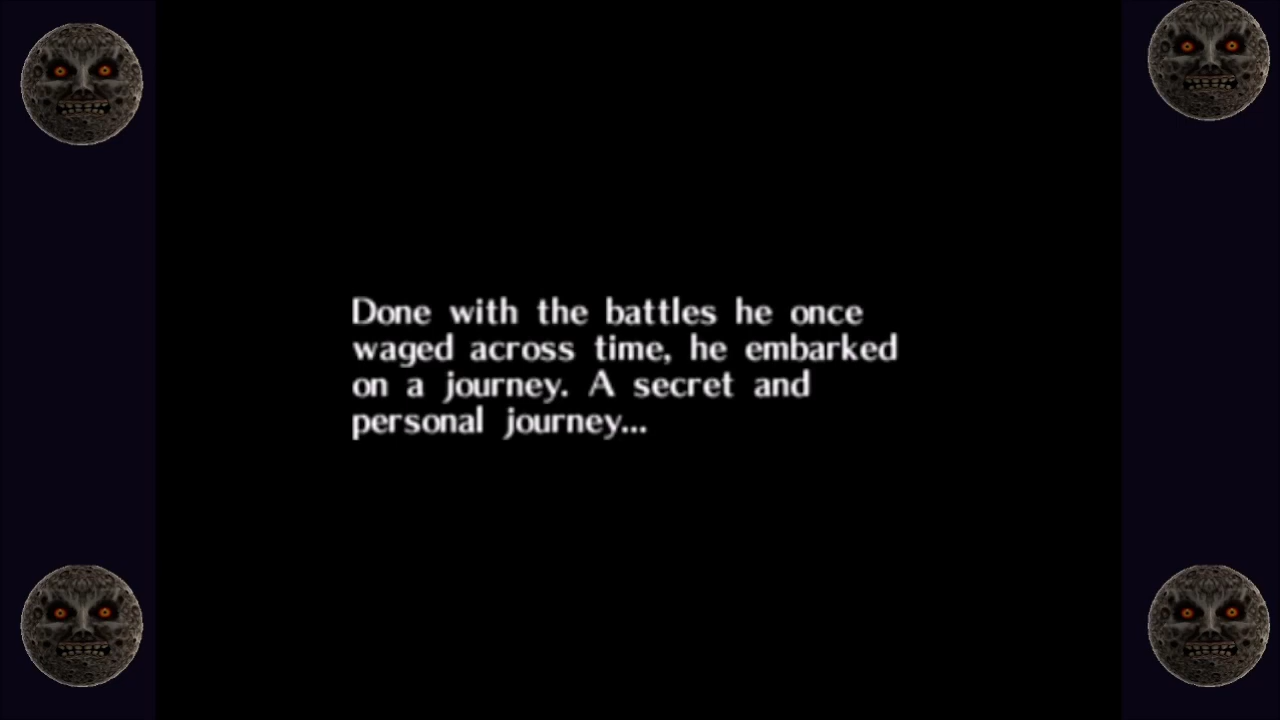 Done with the battles he once
waged across time, he embarked
on a journey. A secret and
personal journey...